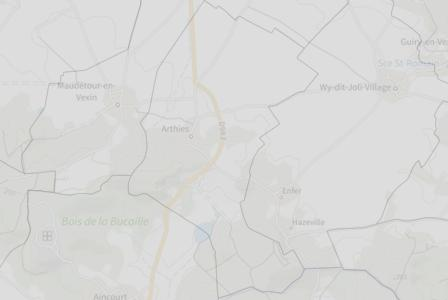 Guiry-en-Ve
Sce St Romain
Maudétour-en-
Vexin
Wy-dit-Joli-Village
Arthies
D983
Enfer
Hazeville
Bois de la Bucaille
Aincourt